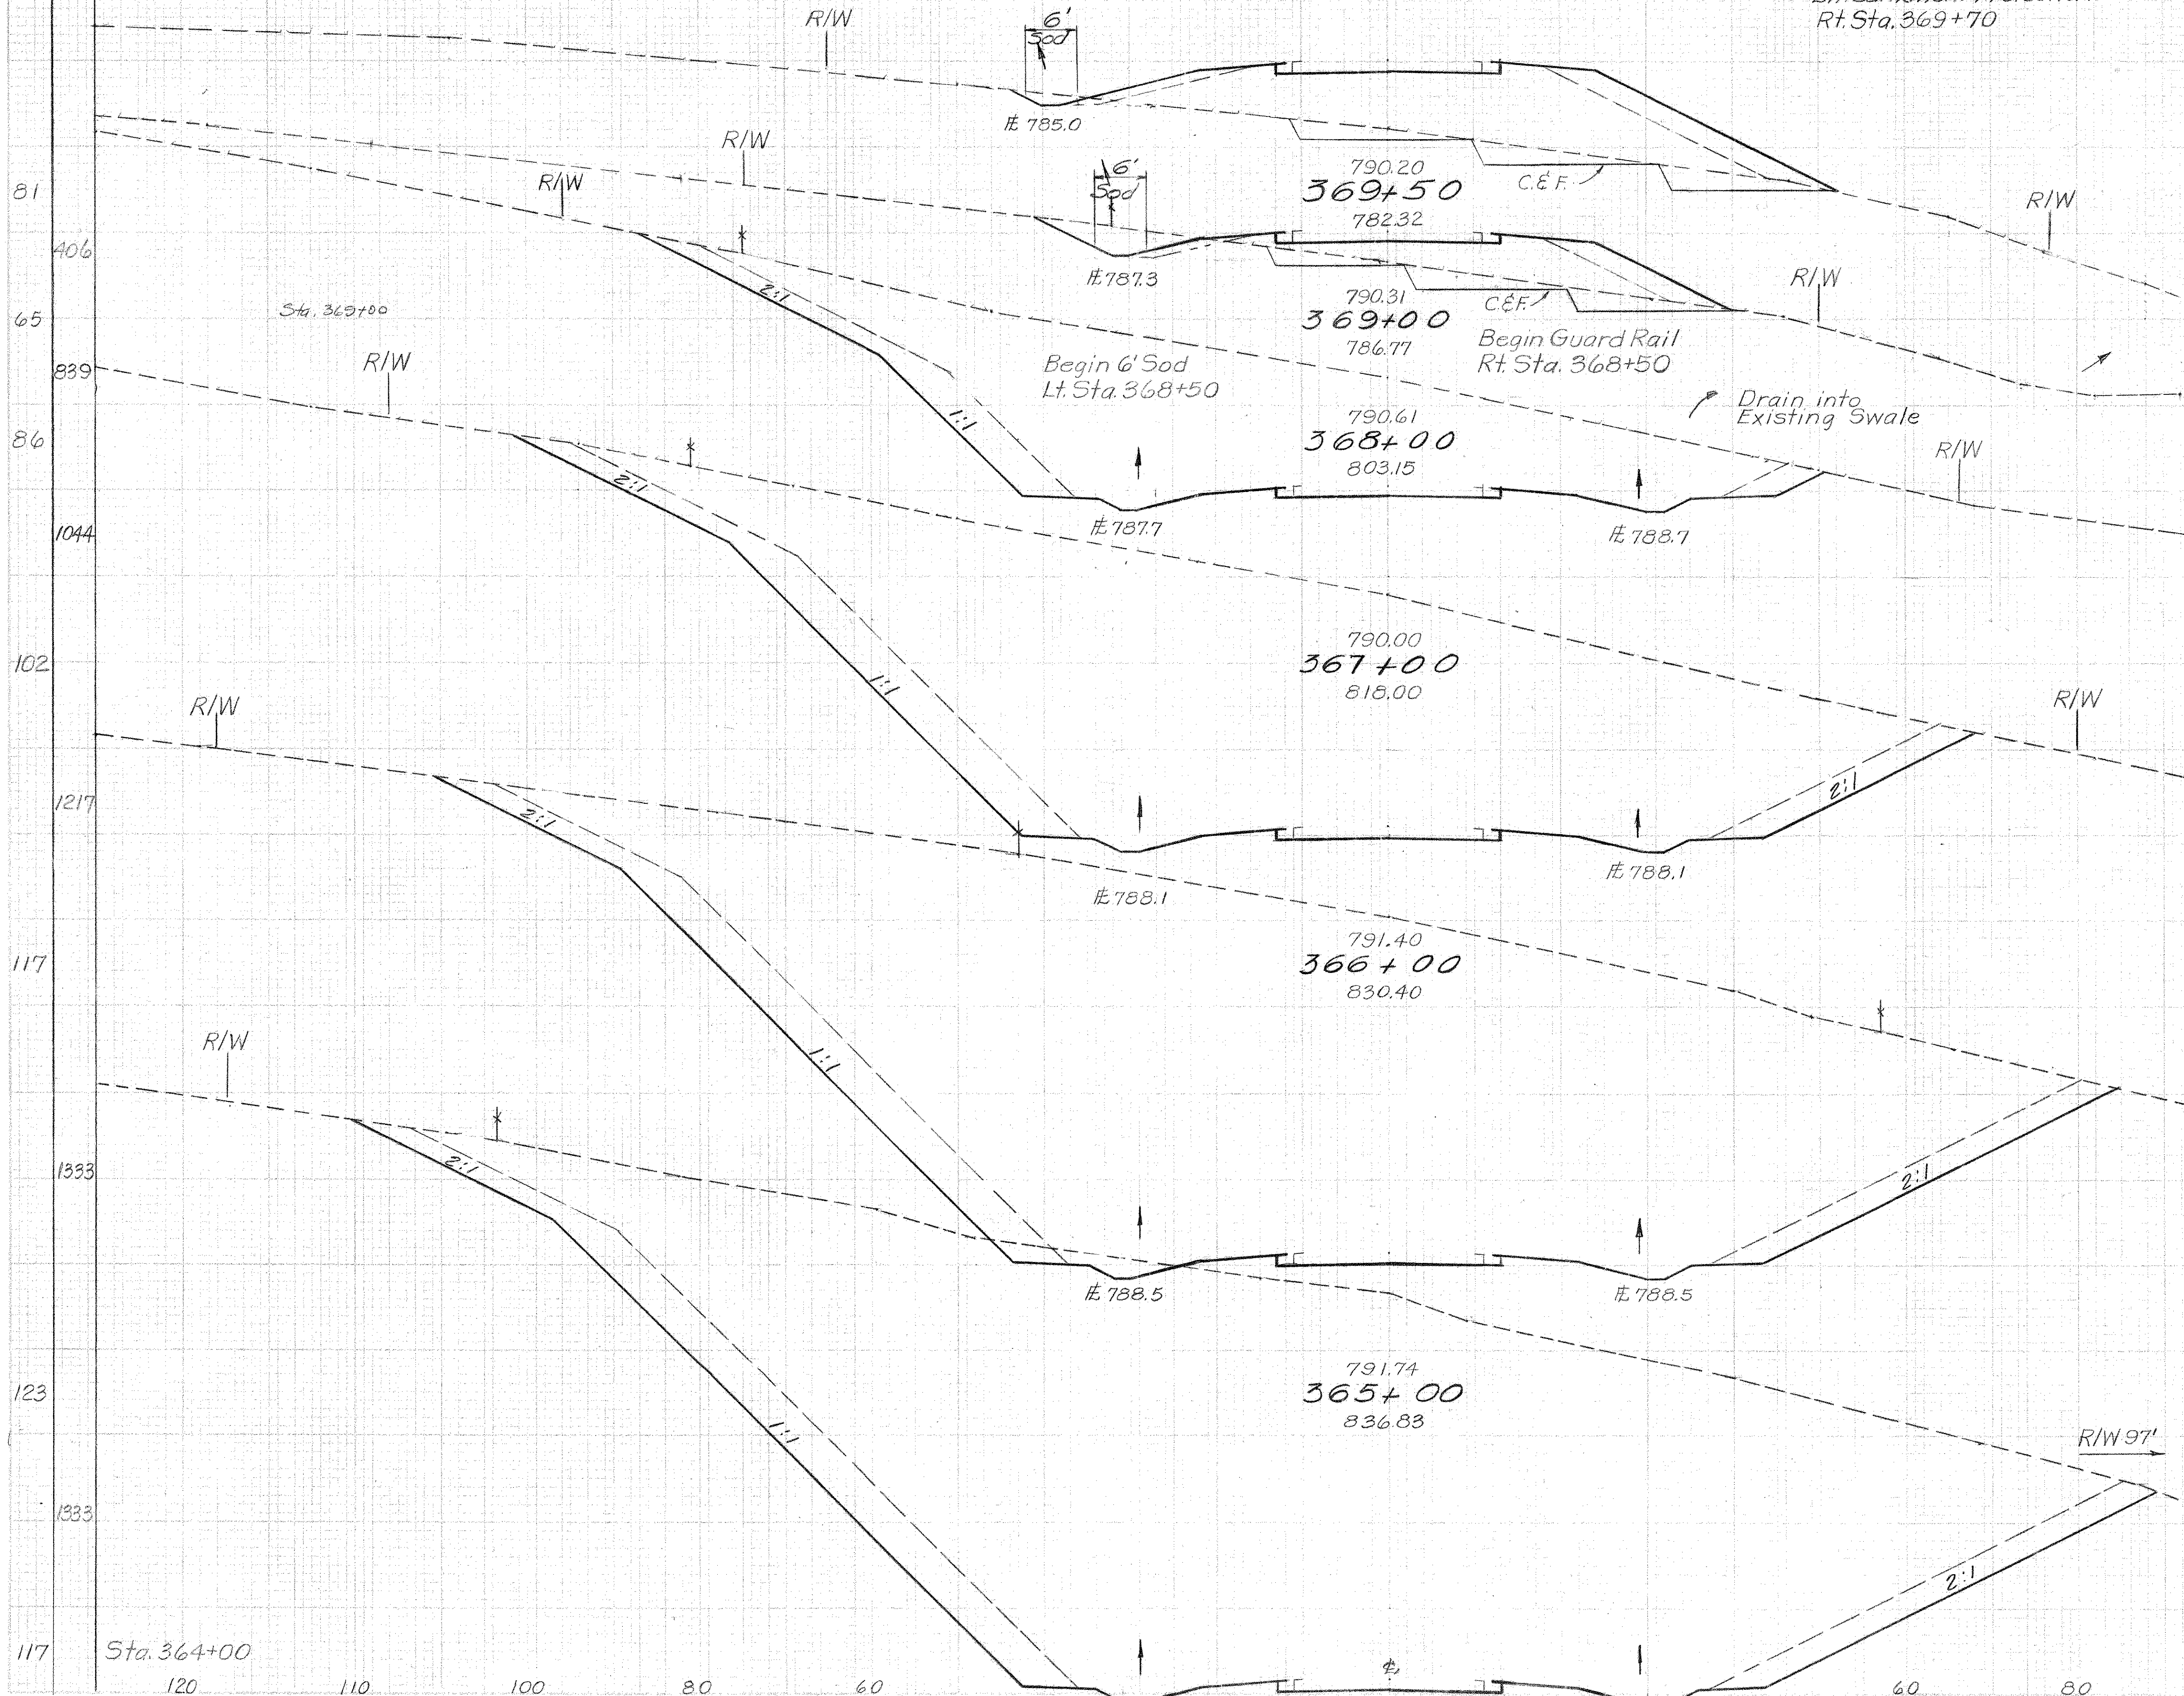 Rt. Sta. 369+70
R/W
6'
Sod
E 785.0
R/W
6'
Sod
790.20
369+50
782.32
C. & F.
R/W
81
R/W
406
E 787.3
790.31
369+00
786.77
C. & F.
R/W
Sta. 369+00
65
2:1
Begin Guard Rail
Rt. Sta. 368+50
Begin 6' Sod
Lt. Sta. 368+50
R/W
839
Drain into
Existing Swale
790.61
368+00
803.15
1:1
86
R/W
2:1
E 787.7
E 788.7
1044
790.00
367+00
818.00
102
1:1
R/W
R/W
2:1
1217
2:1
E 788.1
E 788.1
791.40
366+00
830.40
117
R/W
1:1
2:1
1333
2:1
E 788.5
E 788.5
791.74
365+00
836.83
123
1:1
R/W 97'
1333
2:1
117
Sta. 364+00
120
110
100
80
60
60
80